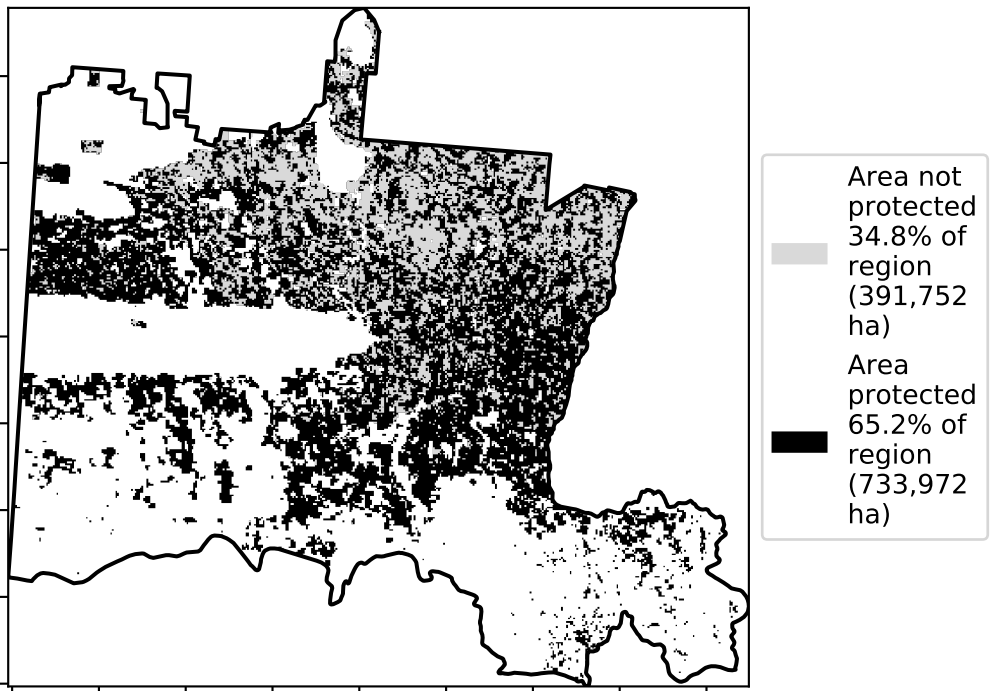 Area not
protected
34.8% of
region
(391,752
ha)
Area
protected
65.2% of
region
(733,972
ha)